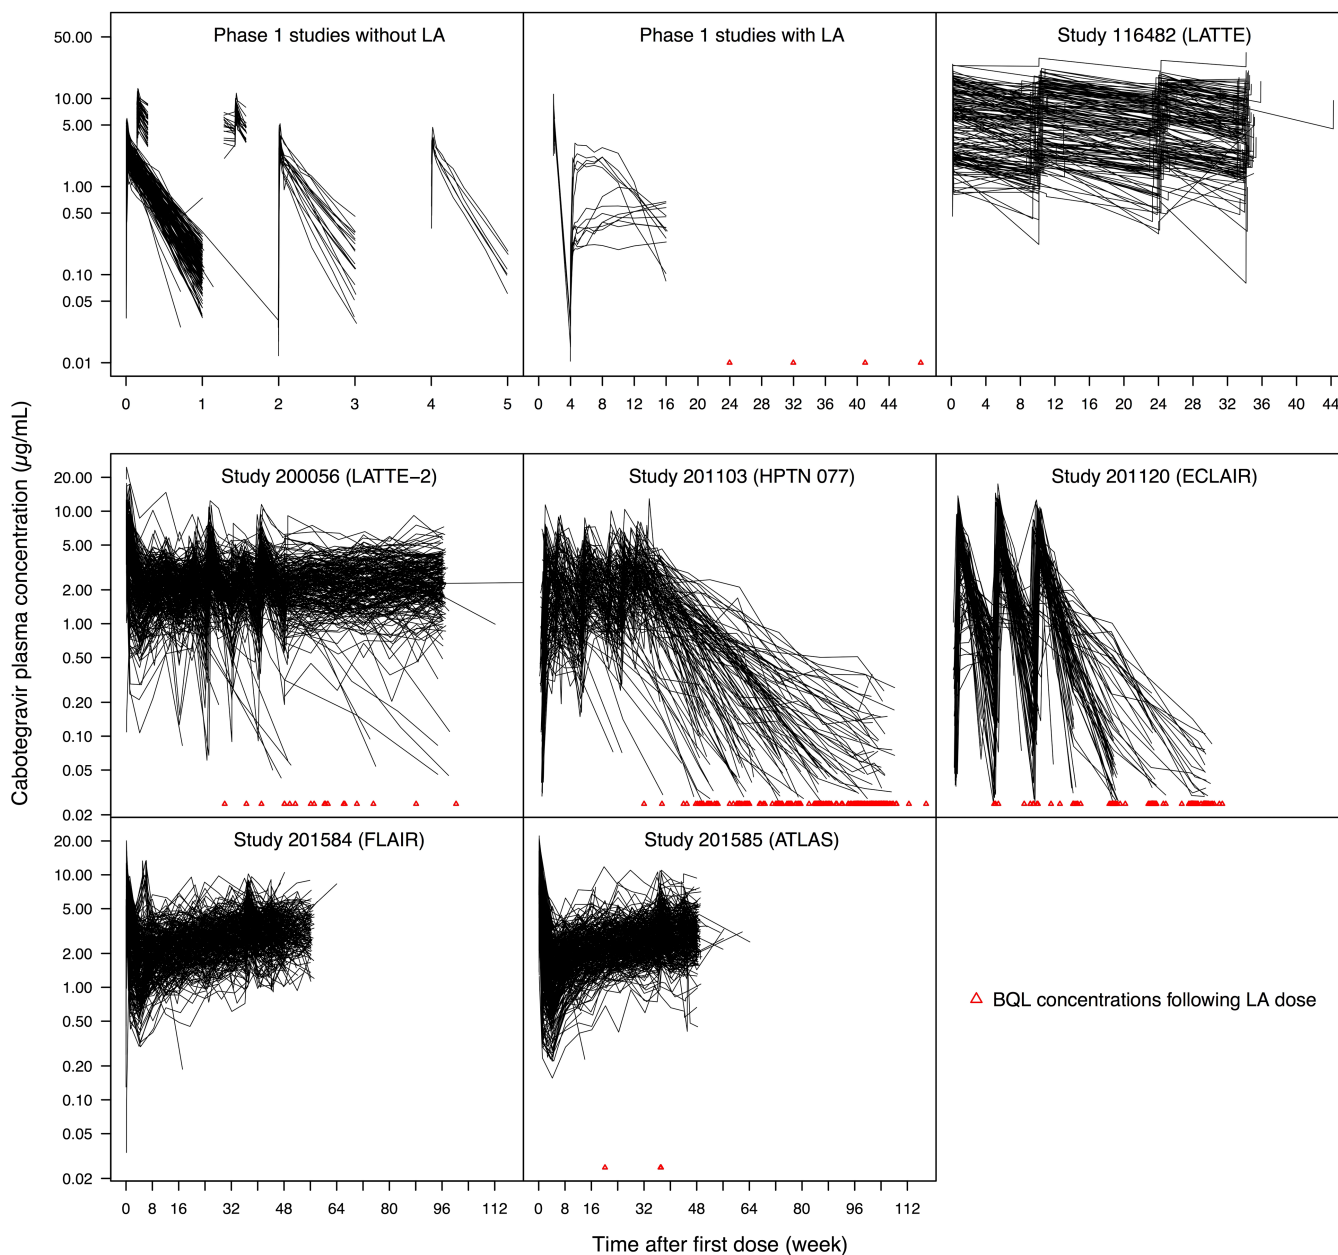 Phase 1 studies without LA
Phase 1 studies with LA
Study 116482 (LATTE)
50.00
10.00
5.00
1.00
0.50
0.10
0.05
0.01
0 1 2 3 4 5
0 4 8 12 16 20 24 28 32 36 40 44
0 4 8 12 16 20 24 28 32 36 40 44
Cabotegravir plasma concentration (µg/mL)
Study 200056 (LATTE−2)
Study 201103 (HPTN 077)
Study 201120 (ECLAIR)
20.00
10.00
5.00
2.00
1.00
0.50
0.20
0.10
0.05
0.02
Study 201584 (FLAIR)
Study 201585 (ATLAS)
20.00
10.00
5.00
2.00
1.00
0.50
0.20
0.10
0.05
0.02
BQL concentrations following LA dose
0 8 16 32 48 64 80 96 112
0 8 16 32 48 64 80 96 112
Time after first dose (week)